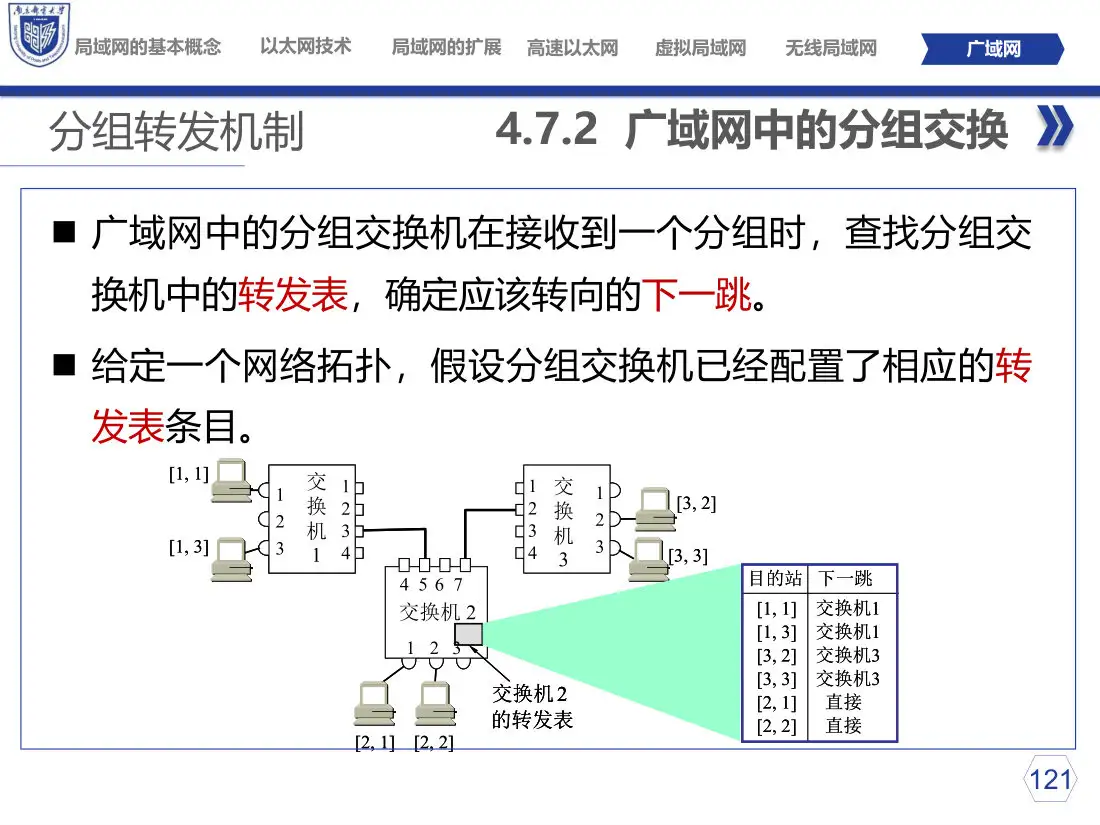 局域网的基本概念 以太网技术 局域网的扩展 高速以太网 虚拟局域网 无线局域网 广域网
分组转发机制 4.7.2 广域网中的分组交换
广域网中的分组交换机在接收到一个分组时，查找分组交
换机中的转发表，确定应该转向的下一跳。
给定一个网络拓扑，假设分组交换机已经配置了相应的转
发表条目。
[1, 1]
[1, 3]
1
2
3
交换机1
1
2
3
4
1
2
3
4
交换机3
1
2
3
[3, 2]
[3, 3]
4 5 6 7
交换机 2
1 2 3
[2, 1] [2, 2]
交换机 2
的转发表
目的站 下一跳
[1, 1] 交换机1
[1, 3] 交换机1
[3, 2] 交换机3
[3, 3] 交换机3
[2, 1] 直接
[2, 2] 直接
121